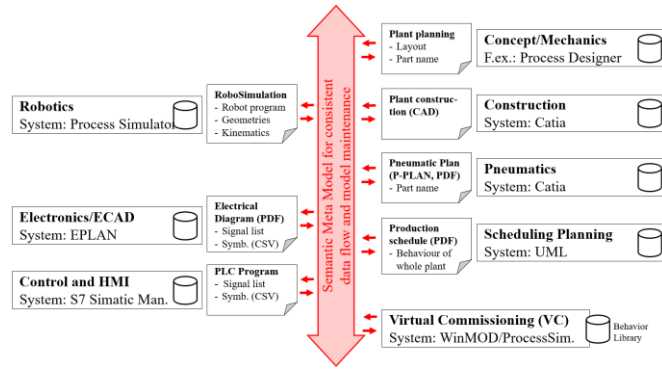 Plant planning
- Layout
- Part name
Concept/Mechanics
F.ex.: Process Designer
Robotics
System: Process Simulator
RoboSimulation
- Robot program
- Geometries
- Kinematics
Plant construc-
tion (CAD)
Construction
System: Catia
Semantic Meta Model for consistent
data flow and model maintenance
Pneumatic Plan
(P-PLAN, PDF)
- Part name
Pneumatics
System: Catia
Electronics/ECAD
System: EPLAN
Electrical
Diagram (PDF)
- Signal list
- Symb. (CSV)
Production
schedule (PDF)
- Behaviour of
whole plant
Scheduling Planning
System: UML
Control and HMI
System: S7 Simatic Man.
PLC Program
- Signal list
- Symb. (CSV)
Virtual Commissioning (VC)
System: WinMOD/ProcessSim.
Behavior
Library